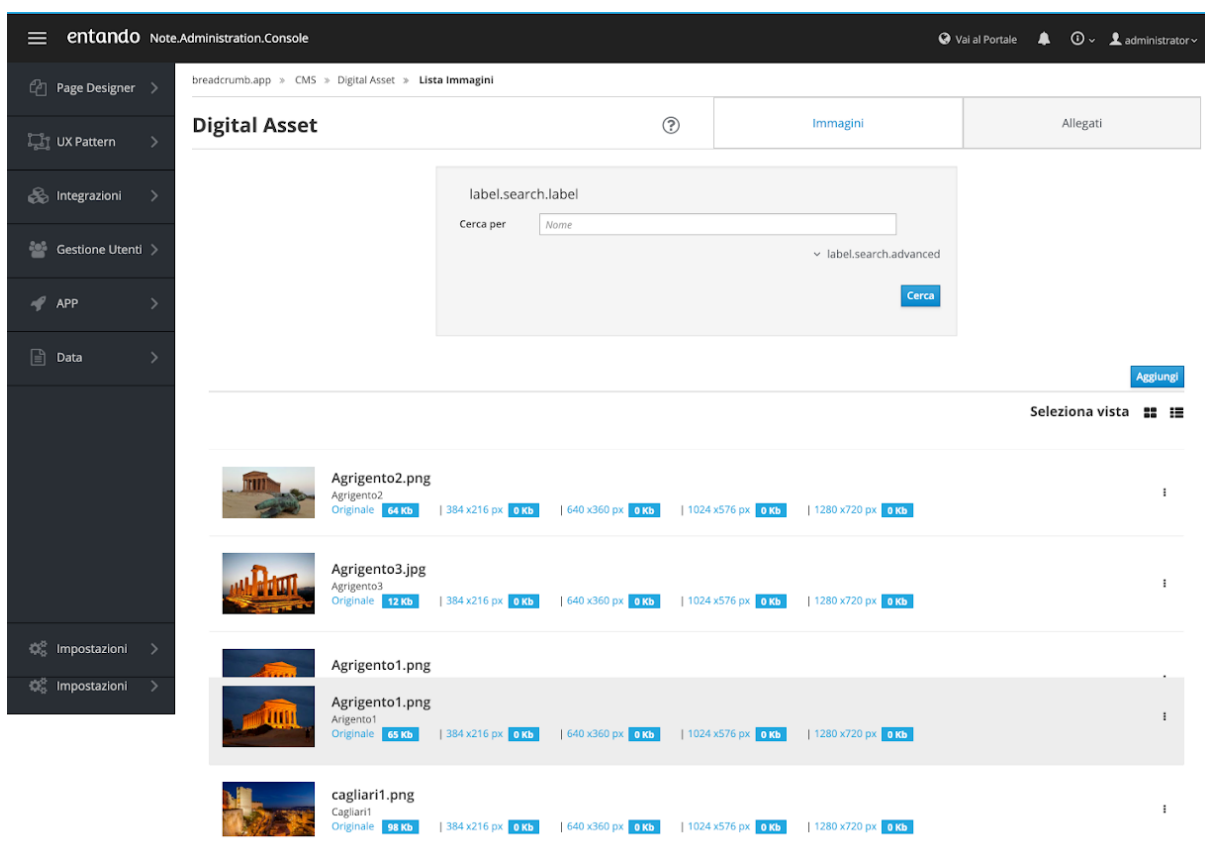 entando Note.Administration.Console
Vai al Portale
administrator
Page Designer
UX Pattern
Integrazioni
Gestione Utenti
APP
Data
Impostazioni
Impostazioni
breadcrumb.app » CMS » Digital Asset » Lista Immagini
Digital Asset
?
Immagini
Allegati
label.search.label
Cerca per
Nome
label.search.advanced
Cerca
Aggiungi
Seleziona vista
Agrigento2.png
Agrigento2
Originale 64 Kb | 384 x216 px 0 Kb | 640 x360 px 0 Kb | 1024 x576 px 0 Kb | 1280 x720 px 0 Kb
Agrigento3.jpg
Agrigento3
Originale 12 Kb | 384 x216 px 0 Kb | 640 x360 px 0 Kb | 1024 x576 px 0 Kb | 1280 x720 px 0 Kb
Agrigento1.png
Agrigento1.png
Arigento1
Originale 65 Kb | 384 x216 px 0 Kb | 640 x360 px 0 Kb | 1024 x576 px 0 Kb | 1280 x720 px 0 Kb
cagliari1.png
Cagliari1
Originale 98 Kb | 384 x216 px 0 Kb | 640 x360 px 0 Kb | 1024 x576 px 0 Kb | 1280 x720 px 0 Kb